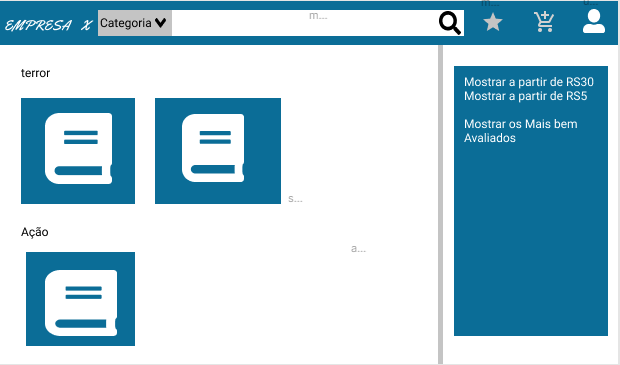 EMPRESA X
Categoria
m...
m...
terror
Mostrar a partir de RS30
Mostrar a partir de RS5
Mostrar os Mais bem
Avaliados
s...
Ação
a...